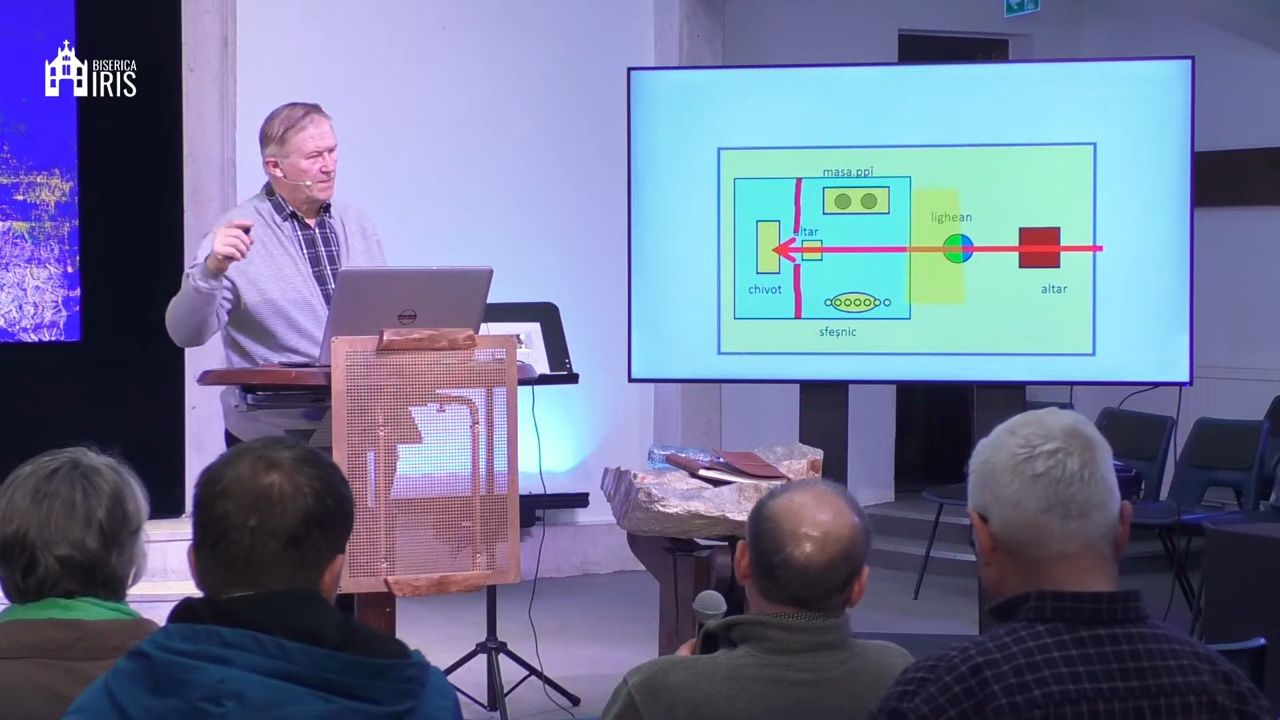 BISERICA
IRIS
masa.ppî
lighean
altar
chivot
altar
sfeșnic